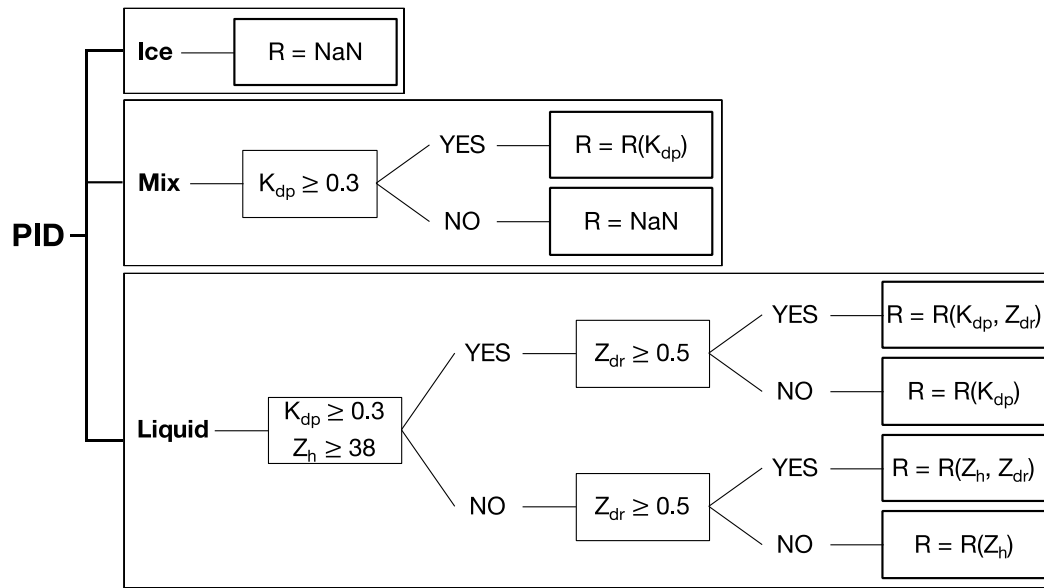 PID
Ice
R = NaN
Mix
K_dp ≥ 0.3
YES
R = R(K_dp)
NO
R = NaN
Liquid
K_dp ≥ 0.3
Z_h ≥ 38
YES
Z_dr ≥ 0.5
YES
R = R(K_dp, Z_dr)
NO
R = R(K_dp)
NO
Z_dr ≥ 0.5
YES
R = R(Z_h, Z_dr)
NO
R = R(Z_h)